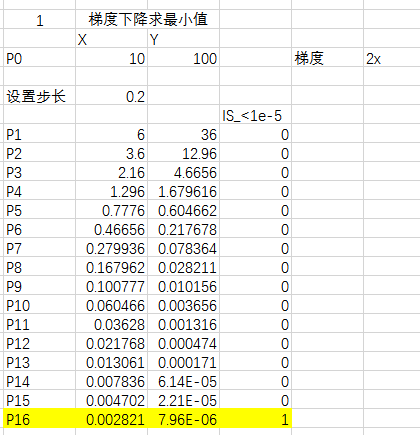 1 梯度下降求最小值
X Y
P0 10 100 梯度 2x
设置步长 0.2
IS_<1e-5
P1 6 36 0
P2 3.6 12.96 0
P3 2.16 4.6656 0
P4 1.296 1.679616 0
P5 0.7776 0.604662 0
P6 0.46656 0.217678 0
P7 0.279936 0.078364 0
P8 0.167962 0.028211 0
P9 0.100777 0.010156 0
P10 0.060466 0.003656 0
P11 0.03628 0.001316 0
P12 0.021768 0.000474 0
P13 0.013061 0.000171 0
P14 0.007836 6.14E-05 0
P15 0.004702 2.21E-05 0
P16 0.002821 7.96E-06 1